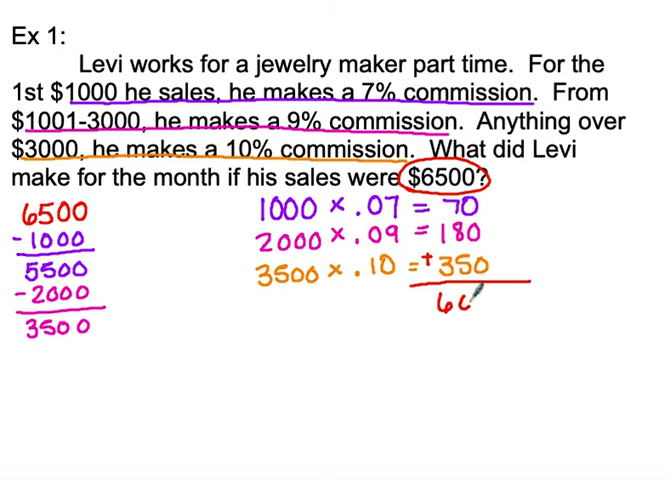 Ex 1:
Levi works for a jewelry maker part time. For the
1st $1000 he sales, he makes a 7% commission. From
$1001-3000, he makes a 9% commission. Anything over
$3000, he makes a 10% commission. What did Levi
make for the month if his sales were $6500?
6500
- 1000
5500
- 2000
3500
1000 × .07 = 70
2000 × .09 = 180
3500 × .10 = + 350
6